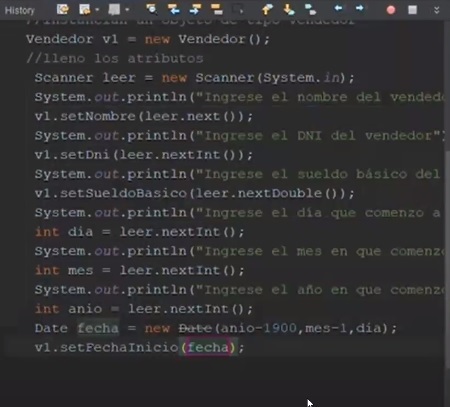 History
//instancian un objeto de tipo vendedor
Vendedor v1 = new Vendedor();
//lleno los atributos
Scanner leer = new Scanner(System.in);
System.out.println("Ingrese el nombre del vended
v1.setNombre(leer.next());
System.out.println("Ingrese el DNI del vendedor")
v1.setDni(leer.nextInt());
System.out.println("Ingrese el sueldo básico del
v1.setSueldoBasico(leer.nextDouble());
System.out.println("Ingrese el día que comenzo a
int dia = leer.nextInt();
System.out.println("Ingrese el mes en que comenz
int mes = leer.nextInt();
System.out.println("Ingrese el año en que comenz
int anio = leer.nextInt();
Date fecha = new Date(anio-1900,mes-1,dia);
v1.setFechaInicio(fecha);